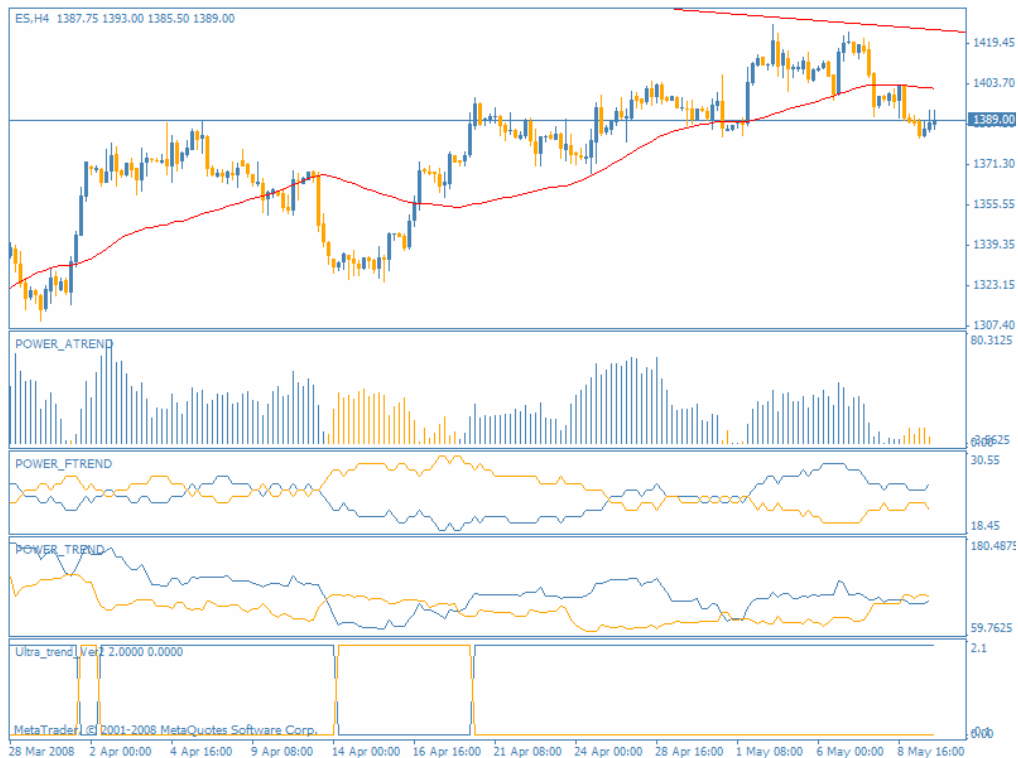 ES,H4 1387.75 1393.00 1385.50 1389.00
1419.45
1403.70
1389.00
1371.30
1355.55
1339.35
1323.15
1307.40
POWER_ATREND
80.3125
0.00
POWER_FTREND
30.55
18.45
POWER_TREND
180.4875
59.7625
Ultra_trend_Ver2 2.0000 0.0000
2.1
0.00
MetaTrader, © 2001-2008 MetaQuotes Software Corp.
28 Mar 2008 2 Apr 00:00 4 Apr 16:00 9 Apr 08:00 14 Apr 00:00 16 Apr 16:00 21 Apr 08:00 24 Apr 00:00 28 Apr 16:00 1 May 08:00 6 May 00:00 8 May 16:00